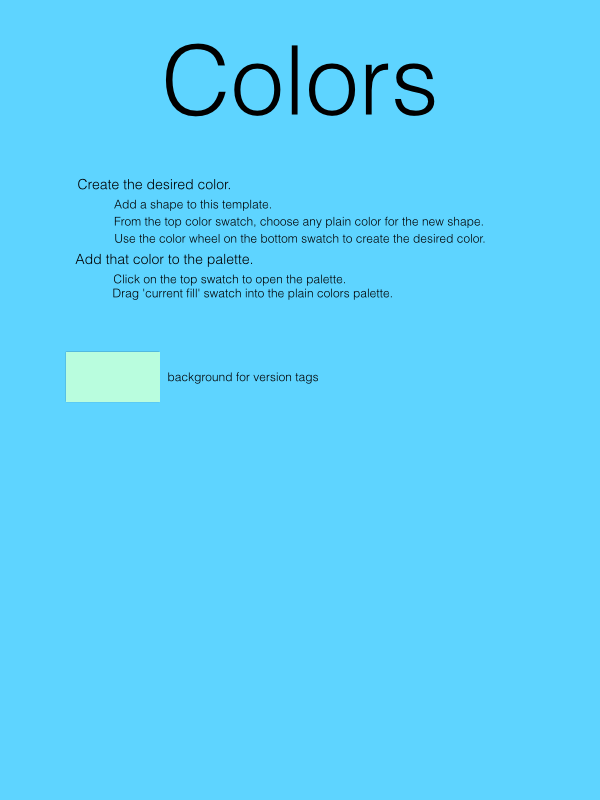 Colors
Create the desired color.
Add a shape to this template.
From the top color swatch, choose any plain color for the new shape.
Use the color wheel on the bottom swatch to create the desired color.
Add that color to the palette.
Click on the top swatch to open the palette.
Drag 'current fill' swatch into the plain colors palette.
background for version tags